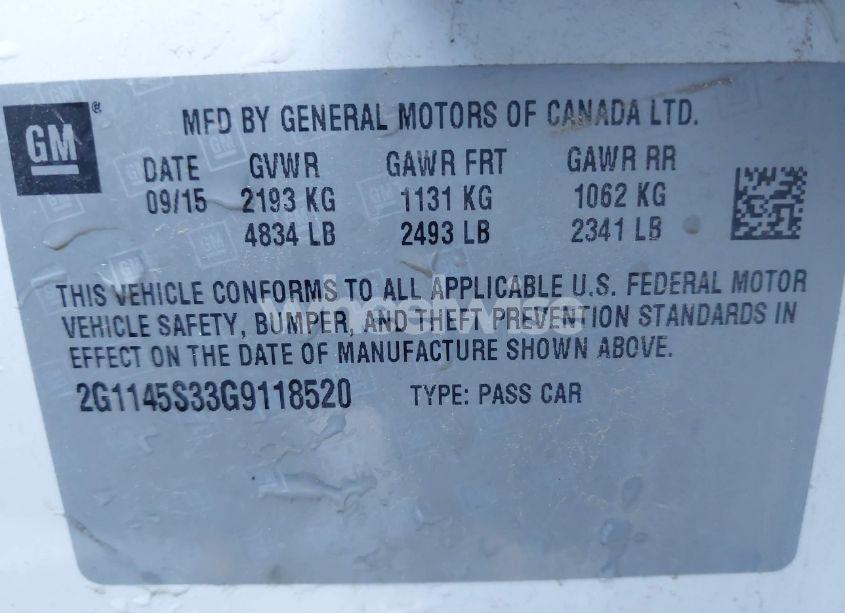 GM®
MFD BY GENERAL MOTORS OF CANADA LTD.
DATE GVWR GAWR FRT GAWR RR
09/15 2193 KG 1131 KG 1062 KG
4834 LB 2493 LB 2341 LB
THIS VEHICLE CONFORMS TO ALL APPLICABLE U.S. FEDERAL MOTOR
VEHICLE SAFETY, BUMPER, AND THEFT PREVENTION STANDARDS IN
EFFECT ON THE DATE OF MANUFACTURE SHOWN ABOVE.
2G1145S33G9118520 TYPE: PASS CAR